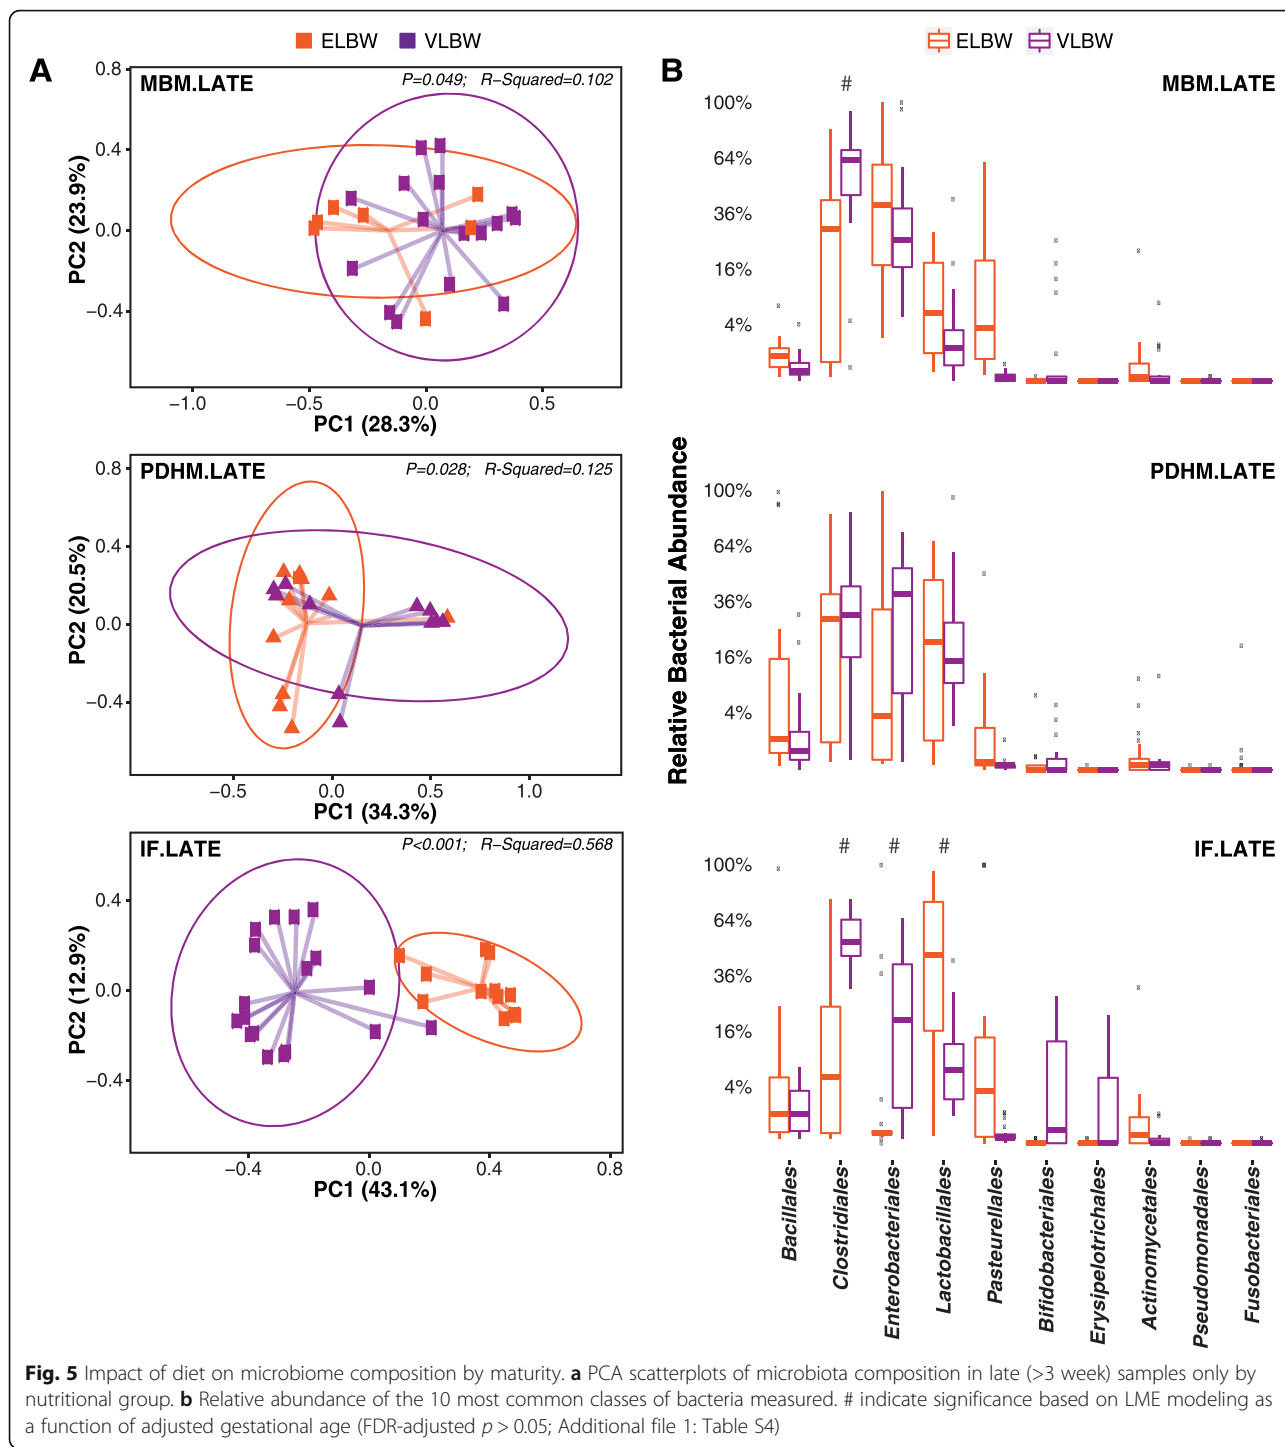 ELBW VLBW
A
MBM.LATE
P=0.049; R−Squared=0.102
0.8
0.4
0.0
−0.4
PC2 (23.9%)
−1.0 −0.5 0.0 0.5
PC1 (28.3%)
PDHM.LATE
P=0.028; R-Squared=0.125
0.8
0.4
0.0
−0.4
PC2 (20.5%)
−0.5 0.0 0.5 1.0
PC1 (34.3%)
IF.LATE
P<0.001; R−Squared=0.568
0.4
0.0
−0.4
PC2 (12.9%)
−0.4 0.0 0.4 0.8
PC1 (43.1%)
ELBW VLBW
B
MBM.LATE
#
100%
64%
36%
16%
4%
Relative Bacterial Abundance
PDHM.LATE
100%
64%
36%
16%
4%
IF.LATE
# # #
100%
64%
36%
16%
4%
Bacillales-
Clostridiales-
Enterobacteriales-
Lactobacillales-
Pasteurellales-
Bifidobacteriales-
Erysipelotrichales-
Actinomycetales-
Pseudomonadales-
Fusobacteriales-
Fig. 5 Impact of diet on microbiome composition by maturity. a PCA scatterplots of microbiota composition in late (>3 week) samples only by
nutritional group. b Relative abundance of the 10 most common classes of bacteria measured. # indicate significance based on LME modeling as
a function of adjusted gestational age (FDR-adjusted p > 0.05; Additional file 1: Table S4)